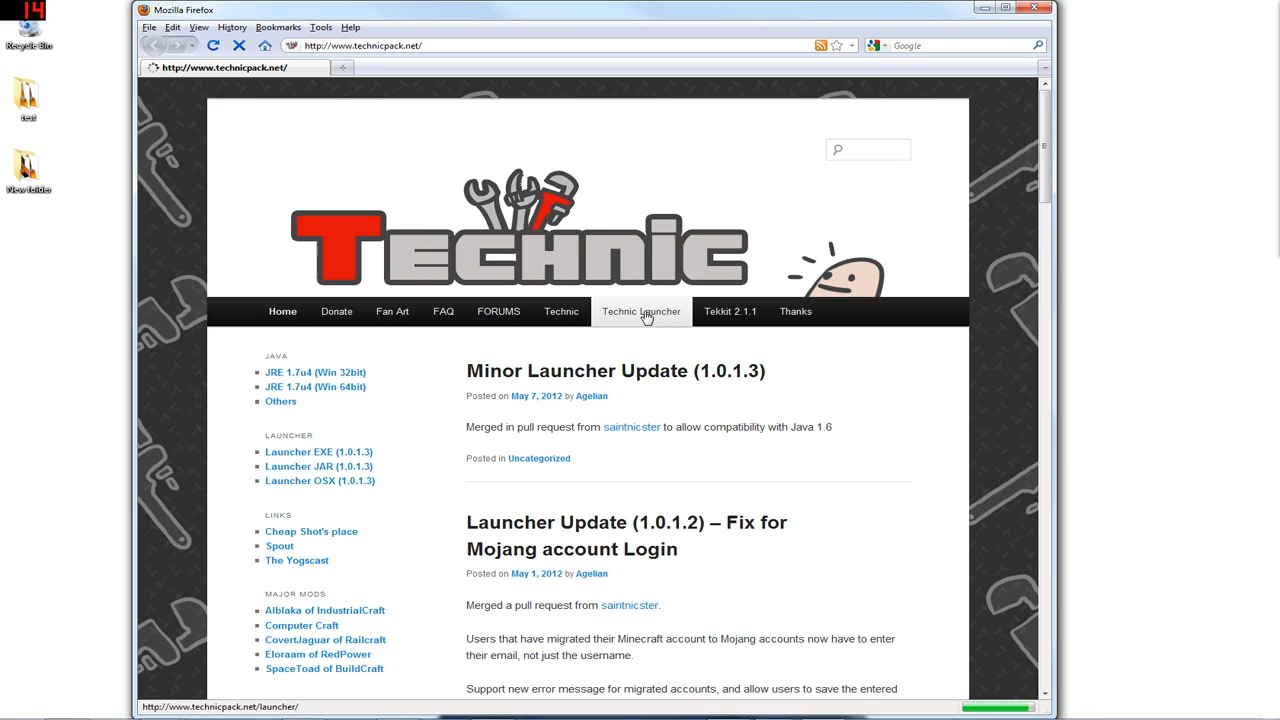 14
Recycle Bin
test
New folder
Mozilla Firefox
File Edit View History Bookmarks Tools Help
http://www.technicpack.net/
Google
http://www.technicpack.net/
TECHNIC
Home Donate Fan Art FAQ FORUMS Technic Technic Launcher Tekkit 2.1.1 Thanks
JAVA
JRE 1.7u4 (Win 32bit)
JRE 1.7u4 (Win 64bit)
Others
LAUNCHER
Launcher EXE (1.0.1.3)
Launcher JAR (1.0.1.3)
Launcher OSX (1.0.1.3)
LINKS
Cheap Shot's place
Spout
The Yogscast
MAJOR MODS
Alblaka of IndustrialCraft
Computer Craft
CovertJaguar of Railcraft
Eloraam of RedPower
SpaceToad of BuildCraft
Minor Launcher Update (1.0.1.3)
Posted on May 7, 2012 by Agelian
Merged in pull request from saintnicster to allow compatibility with Java 1.6
Posted in Uncategorized
Launcher Update (1.0.1.2) – Fix for
Mojang account Login
Posted on May 1, 2012 by Agelian
Merged a pull request from saintnicster.
Users that have migrated their Minecraft account to Mojang accounts now have to enter
their email, not just the username.
Support new error message for migrated accounts, and allow users to save the entered
http://www.technicpack.net/launcher/